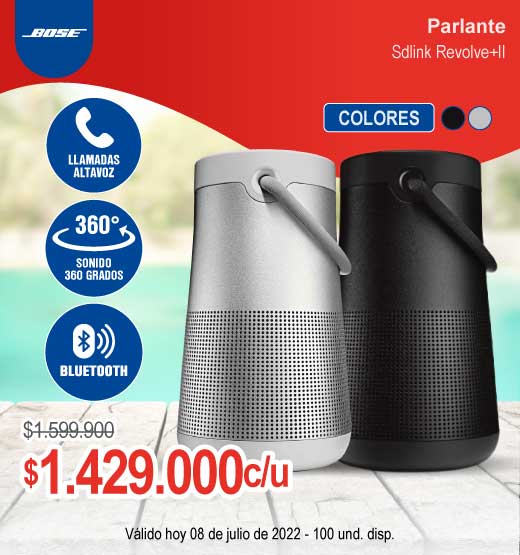 BOSE
Parlante
Sdlink Revolve+II
COLORES
LLAMADAS
ALTAVOZ
360°
SONIDO
360 GRADOS
BLUETOOTH
$1.599.900
$1.429.000c/u
Válido hoy 08 de julio de 2022 - 100 und. disp.